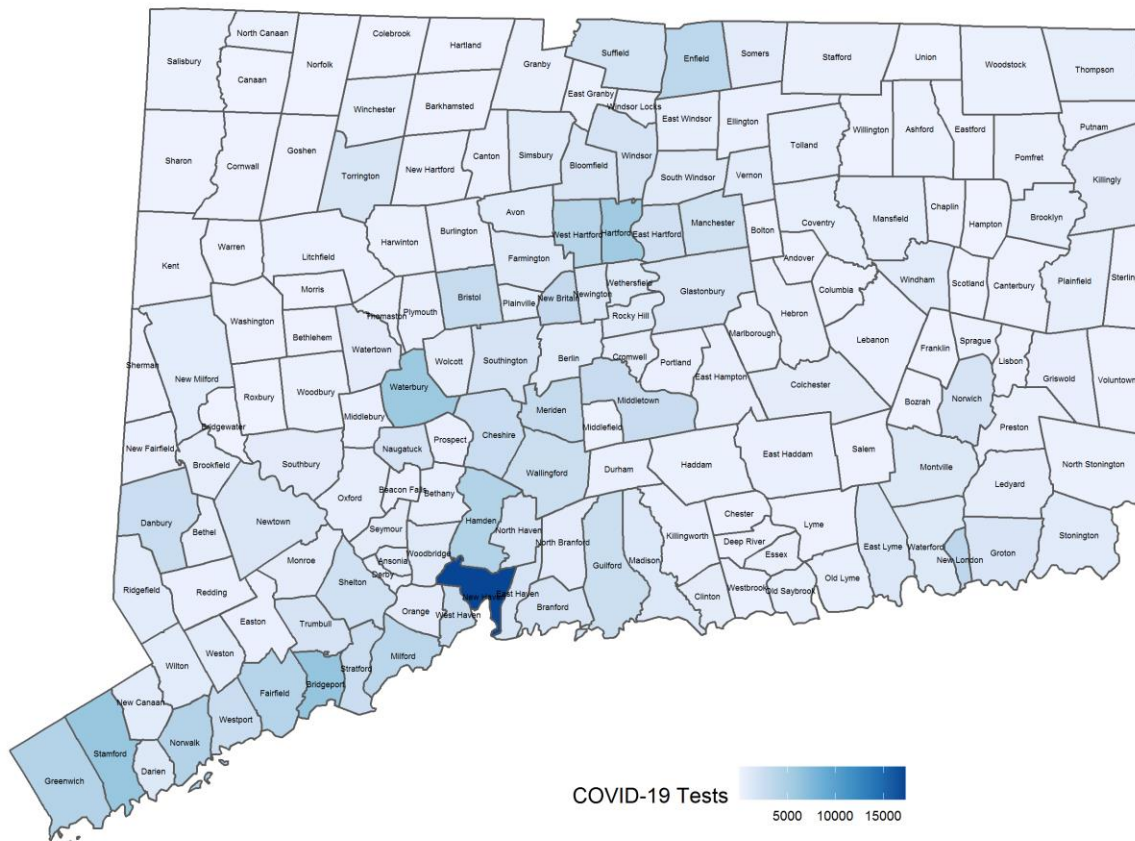 North Canaan
Colebrook
Hartland
Salisbury
Norfolk
Canaan
Granby
Suffield
Enfield
Somers
Stafford
Union
Woodstock
Thompson
Winchester
Barkhamsted
East Granby
Windsor Locks
East Windsor
Ellington
Willington
Ashford
Eastford
Putnam
Sharon
Cornwall
Goshen
Torrington
New Hartford
Canton
Simsbury
Bloomfield
Windsor
South Windsor
Vernon
Tolland
Pomfret
Killingly
Kent
Warren
Litchfield
Harwinton
Burlington
Avon
West Hartford
Hartford
East Hartford
Manchester
Bolton
Coventry
Mansfield
Chaplin
Hampton
Brooklyn
Farmington
Andover
Morris
Bristol
Plainville
New Britain
Newington
Wethersfield
Glastonbury
Columbia
Windham
Scotland
Canterbury
Plainfield
Sterlin
Washington
Bethlehem
Thomaston
Plymouth
Rocky Hill
Hebron
Marlborough
Lebanon
Franklin
Sprague
Lisbon
Sherman
New Milford
Watertown
Wolcott
Southington
Berlin
Cromwell
Portland
East Hampton
Colchester
Griswold
Voluntown
Roxbury
Woodbury
Waterbury
Meriden
Middletown
Bozrah
Norwich
Preston
Bridgewater
Middlebury
Middlefield
New Fairfield
Brookfield
Southbury
Naugatuck
Prospect
Cheshire
Wallingford
Durham
Haddam
East Haddam
Salem
Montville
North Stonington
Ledyard
Danbury
Bethel
Newtown
Oxford
Beacon Falls
Bethany
Hamden
North Haven
North Branford
Guilford
Madison
Killingworth
Chester
Deep River
Essex
Lyme
East Lyme
Waterford
New London
Groton
Stonington
Monroe
Seymour
Woodbridge
Ansonia
Derby
Ridgefield
Redding
Shelton
New Haven
East Haven
Branford
Clinton
Westbrook
Old Saybrook
Old Lyme
Easton
Trumbull
Orange
West Haven
Wilton
Weston
Stratford
Milford
New Canaan
Fairfield
Bridgeport
Westport
Norwalk
Stamford
Darien
Greenwich
COVID-19 Tests
5000 10000 15000